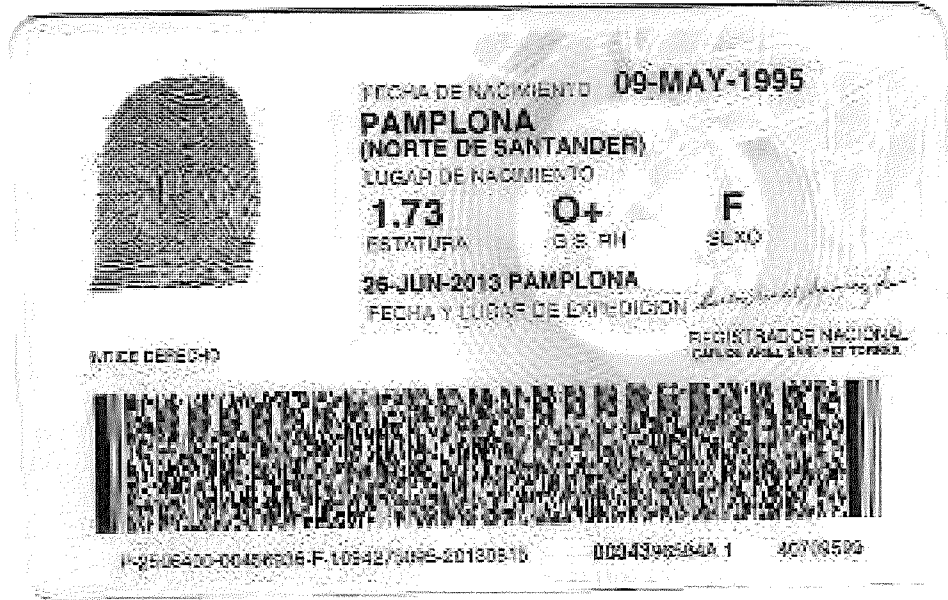 FECHA DE NACIMIENTO 09-MAY-1995
PAMPLONA
(NORTE DE SANTANDER)
LUGAR DE NACIMIENTO
1.73 O+ F
ESTATURA G.S. RH SEXO
26-JUN-2013 PAMPLONA
FECHA Y LUGAR DE EXPEDICION
REGISTRADOR NACIONAL
INDICE DERECHO